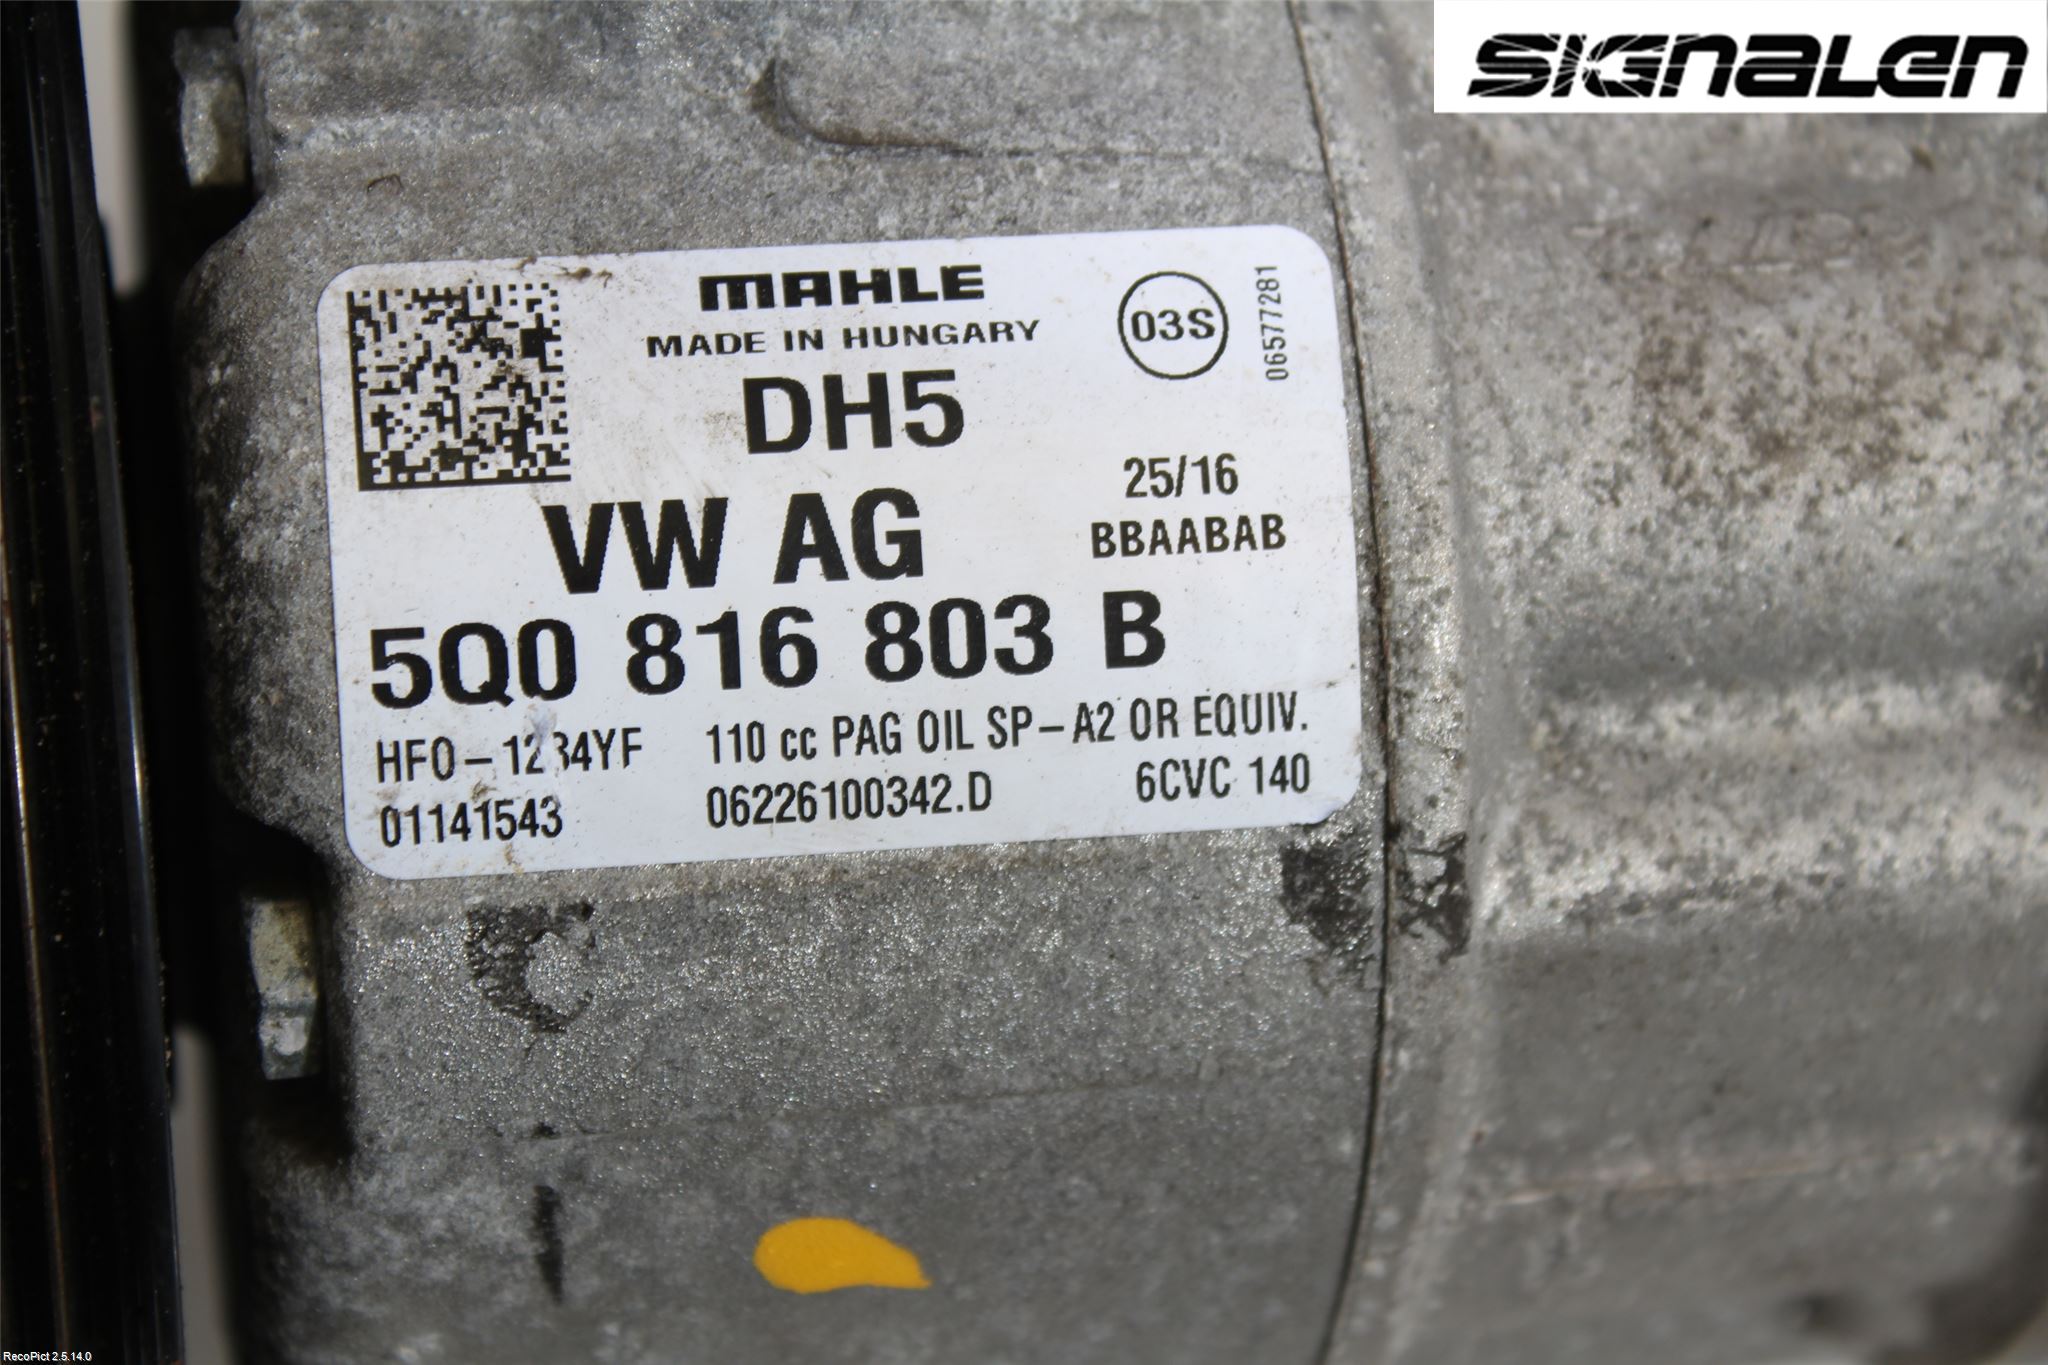 SIGNALEN
MAHLE
MADE IN HUNGARY
03S
06577281
DH5
25/16
VW AG
BBAABAB
5Q0 816 803 B
HFO-1234YF 110 cc PAG OIL SP-A2 OR EQUIV.
01141543 06226100342.D 6CVC 140
RecoPict 2.5.14.0